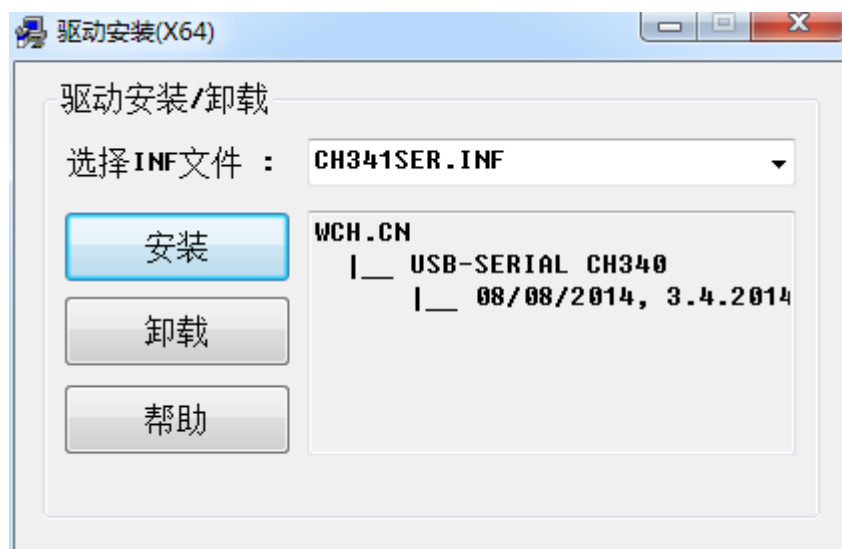 驱动安装(X64)
驱动安装/卸载
选择INF文件 : CH341SER.INF
安装
卸载
帮助
WCH.CN
|__ USB-SERIAL CH340
|__ 08/08/2014, 3.4.2014